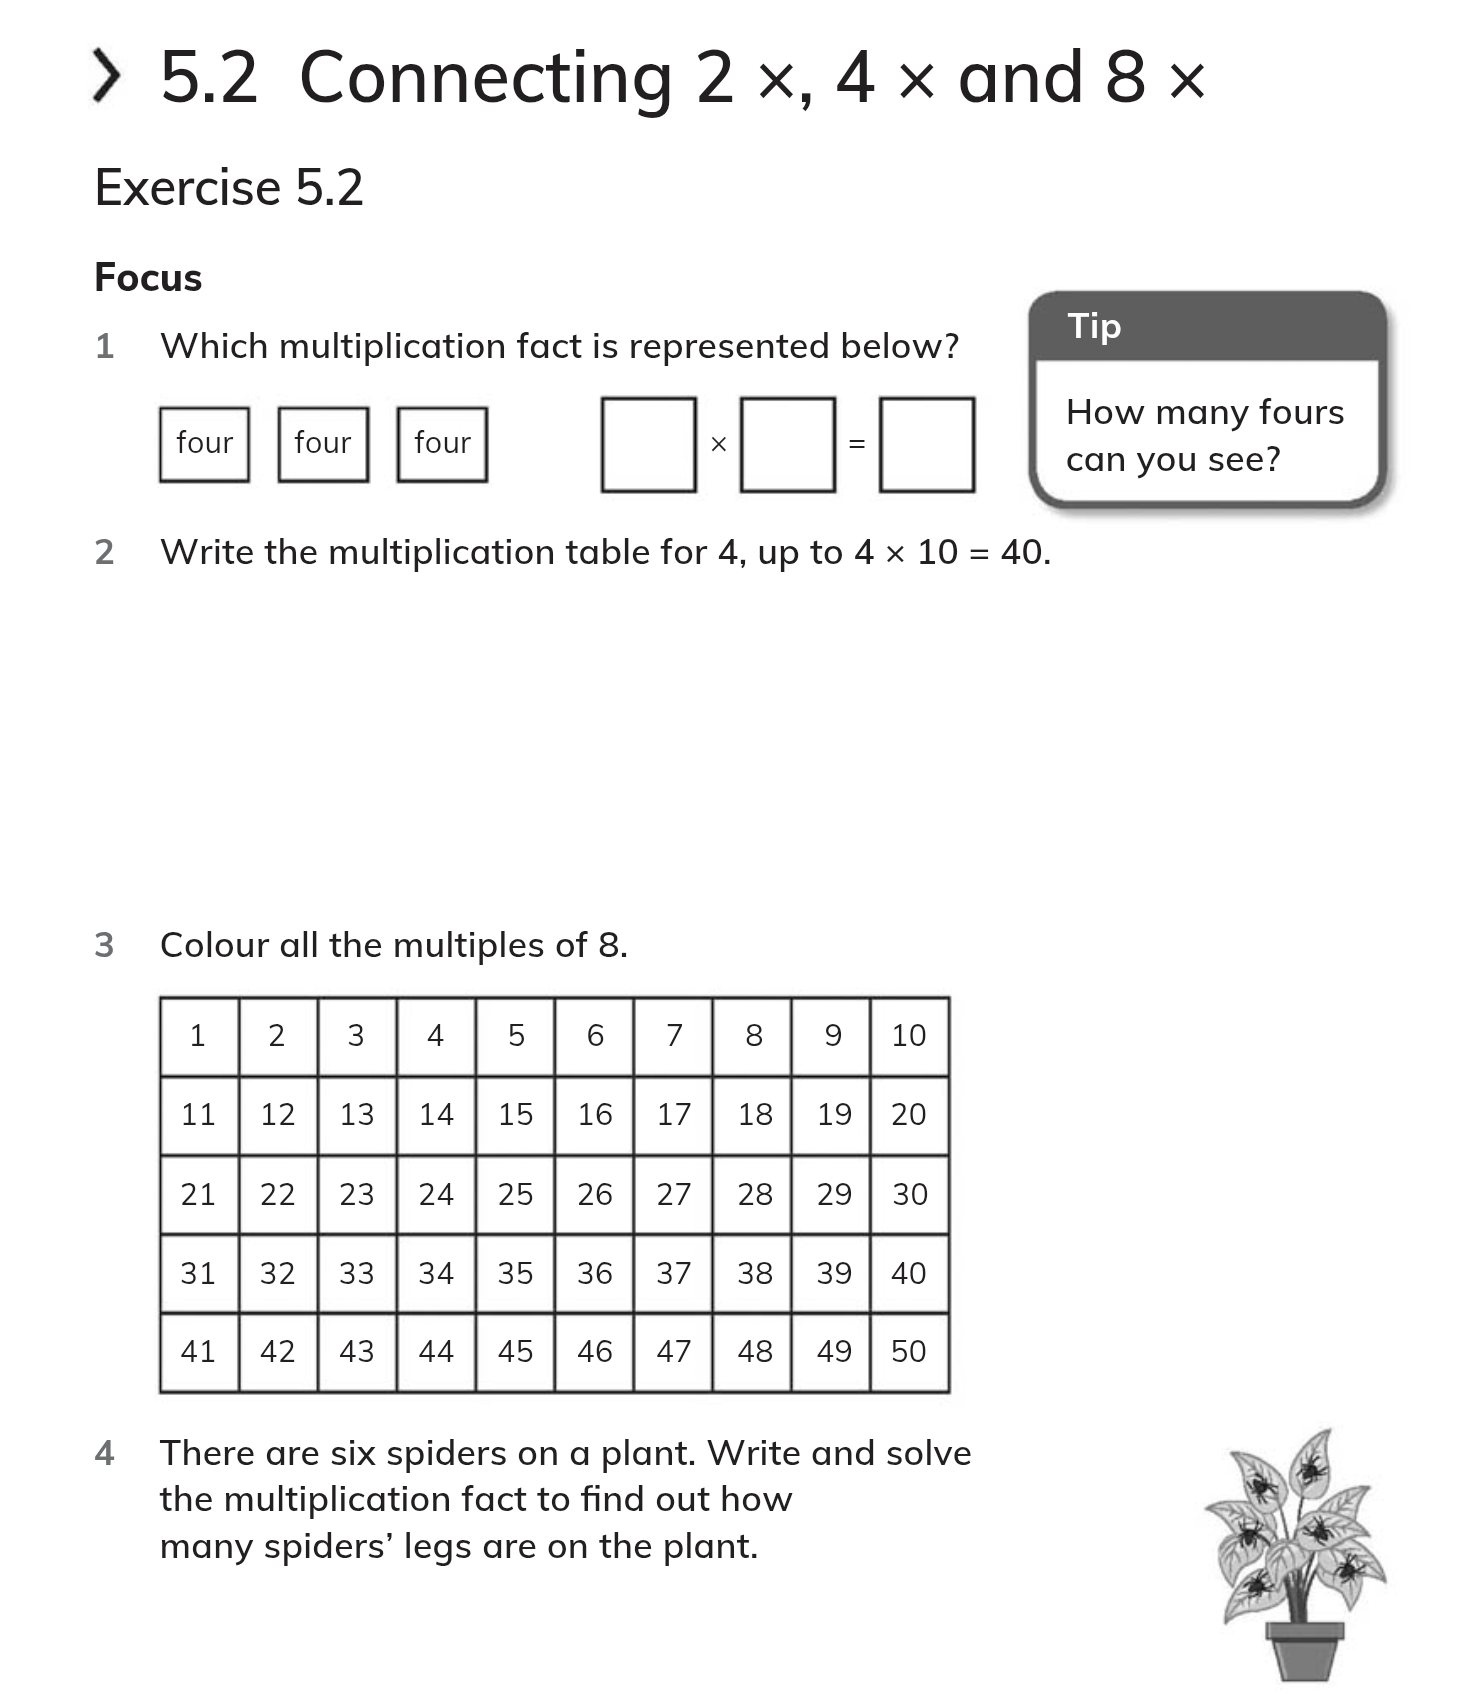 5.2 Connecting 2 ×, 4 × and 8 ×
Exercise 5.2
Focus
1 Which multiplication fact is represented below?
four four four × =
Tip
How many fours
can you see?
2 Write the multiplication table for 4, up to 4 × 10 = 40.
3 Colour all the multiples of 8.
1 2 3 4 5 6 7 8 9 10
11 12 13 14 15 16 17 18 19 20
21 22 23 24 25 26 27 28 29 30
31 32 33 34 35 36 37 38 39 40
41 42 43 44 45 46 47 48 49 50
4 There are six spiders on a plant. Write and solve
the multiplication fact to find out how
many spiders’ legs are on the plant.